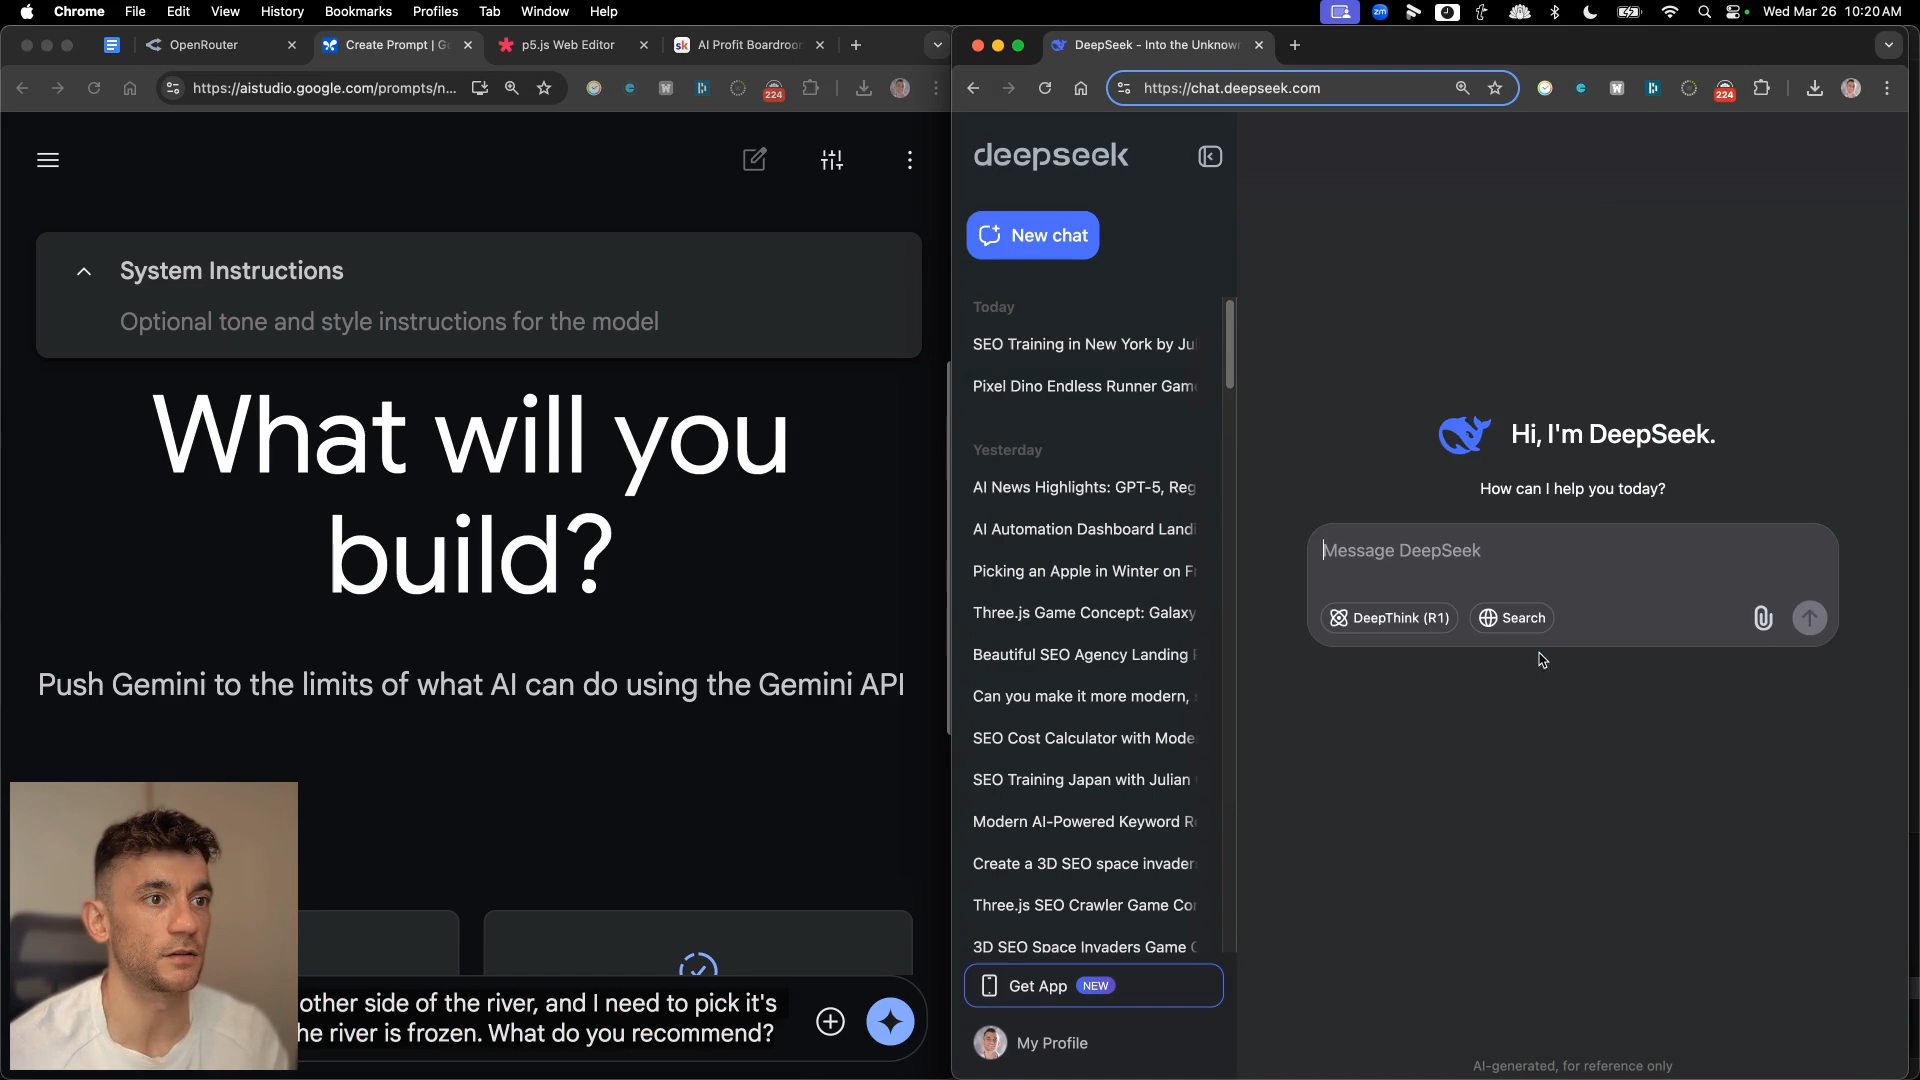 Chrome File Edit View History Bookmarks Profiles Tab Window Help
zm
Wed Mar 26 10:20 AM
OpenRouter
Create Prompt | Go
p5.js Web Editor
sk AI Profit Boardroom
DeepSeek - Into the Unknown
https://aistudio.google.com/prompts/n...
W
224
https://chat.deepseek.com
W
224
System Instructions
Optional tone and style instructions for the model
What will you
build?
Push Gemini to the limits of what AI can do using the Gemini API
other side of the river, and I need to pick it's
he river is frozen. What do you recommend?
deepseek
New chat
Today
SEO Training in New York by Ju
Pixel Dino Endless Runner Gam
Yesterday
AI News Highlights: GPT-5, Reg
AI Automation Dashboard Landi
Picking an Apple in Winter on F
Three.js Game Concept: Galaxy
Beautiful SEO Agency Landing
Can you make it more modern,
SEO Cost Calculator with Mode
SEO Training Japan with Julian
Modern AI-Powered Keyword R
Create a 3D SEO space invader
Three.js SEO Crawler Game Co
3D SEO Space Invaders Game
Get App NEW
My Profile
Hi, I'm DeepSeek.
How can I help you today?
Message DeepSeek
DeepThink (R1)
Search
AI-generated, for reference only